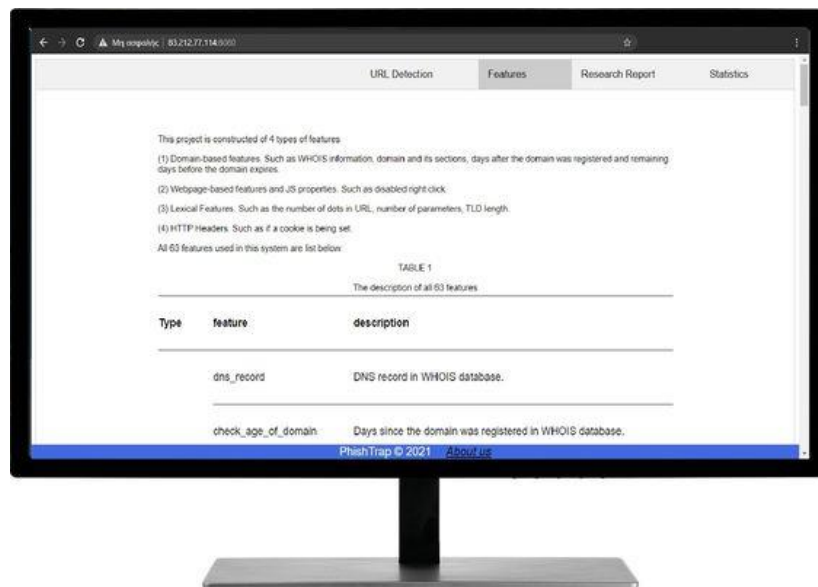 Μη ασφαλής | 83.212.77.114:8080
URL Detection Features Research Report Statistics
This project is constructed of 4 types of features
(1) Domain-based features. Such as WHOIS information, domain and its sections, days after the domain was registered and remaining
days before the domain expires.
(2) Webpage-based features and JS properties. Such as disabled right click.
(3) Lexical Features. Such as the number of dots in URL, number of parameters, TLD length.
(4) HTTP Headers. Such as if a cookie is being set.
All 63 features used in this system are list below
TABLE 1
The description of all 63 features
Type feature description
dns_record DNS record in WHOIS database.
check_age_of_domain Days since the domain was registered in WHOIS database.
PhishTrap © 2021 About us